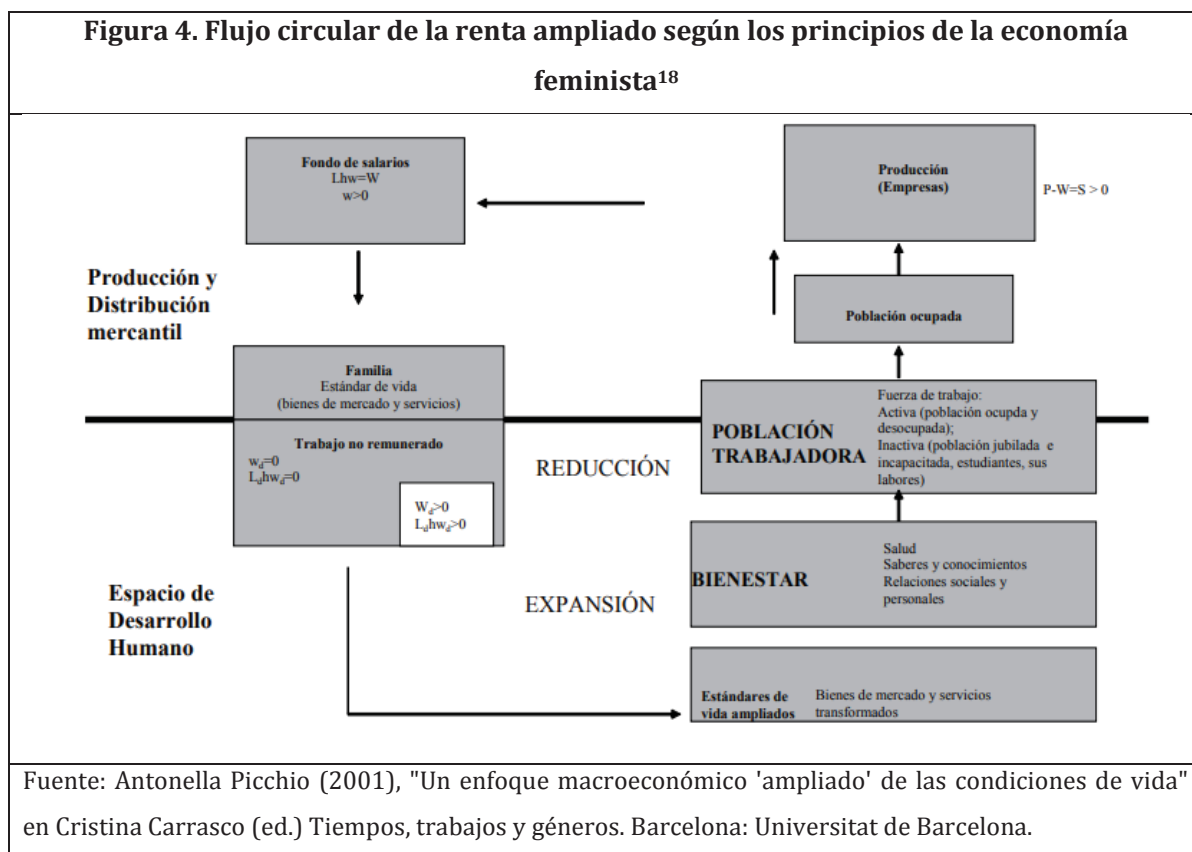 Figura 4. Flujo circular de la renta ampliado según los principios de la economía
feminista18
Fondo de salarios
Lhw=W
w>0
Producción
(Empresas)
P-W=S > 0
Producción y
Distribución
mercantil
Población ocupada
Familia
Estándar de vida
(bienes de mercado y servicios)
Trabajo no remunerado
wd=0
Ldhwd=0
Wd>0
Ldhwd>0
REDUCCIÓN
POBLACIÓN
TRABAJADORA
Fuerza de trabajo:
Activa (población ocupda y
desocupada);
Inactiva (población jubilada e
incapacitada, estudiantes, sus
labores)
Espacio de
Desarrollo
Humano
EXPANSIÓN
BIENESTAR
Salud
Saberes y conocimientos
Relaciones sociales y
personales
Estándares de
vida ampliados
Bienes de mercado y servicios
transformados
Fuente: Antonella Picchio (2001), "Un enfoque macroeconómico 'ampliado' de las condiciones de vida"
en Cristina Carrasco (ed.) Tiempos, trabajos y géneros. Barcelona: Universitat de Barcelona.